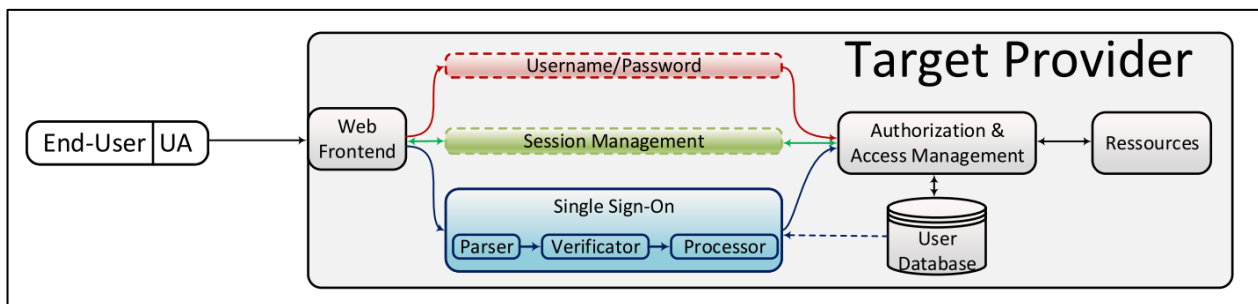 Target Provider
Username/Password
End-User UA
Web
Frontend
Session Management
Authorization &
Access Management
Ressources
Single Sign-On
Parser
Verificator
Processor
User
Database